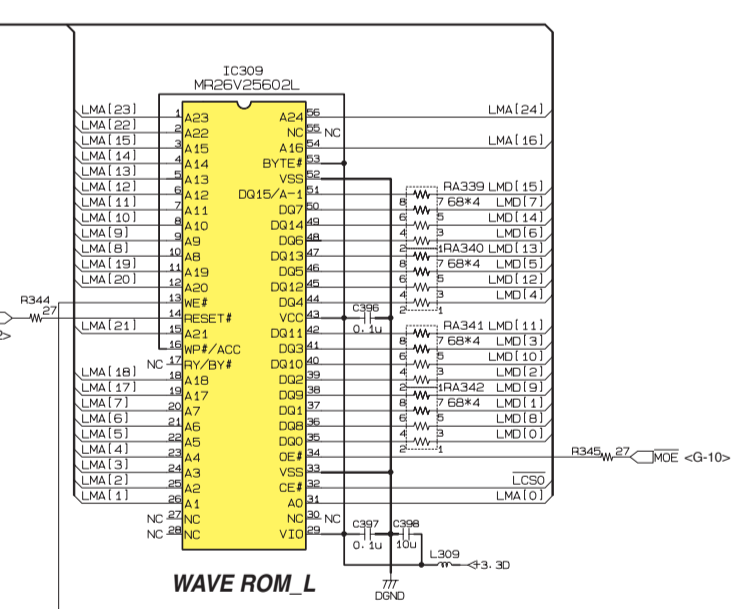 IC309
MR26V25602L
LMA[23] 1 A23 A24 56 LMA[24]
LMA[22] 2 A22 NC 55 NC
LMA[15] 3 A15 A16 54 LMA[16]
LMA[14] 4 A14 BYTE# 53
LMA[13] 5 A13 VSS 52
LMA[12] 6 A12 DQ15/A-1 51 RA339 LMD[15]
LMA[11] 7 A11 DQ7 50 8 7 68*4 LMD[7]
LMA[10] 8 A10 DQ14 49 6 5 LMD[14]
LMA[9] 9 A9 DQ6 48 4 3 LMD[6]
LMA[8] 10 A8 DQ13 47 2 1 RA340 LMD[13]
LMA[19] 11 A19 DQ5 46 8 7 68*4 LMD[5]
LMA[20] 12 A20 DQ12 45 6 5 LMD[12]
13 WE# DQ4 44 4 3 LMD[4]
R344 27 14 RESET# VCC 43 C396 0.1u 2 1
LMA[21] 15 A21 DQ11 42 RA341 LMD[11]
16 WP#/ACC DQ3 41 8 7 68*4 LMD[3]
NC 17 RY/BY# DQ10 40 6 5 LMD[10]
LMA[18] 18 A18 DQ2 39 4 3 LMD[2]
LMA[17] 19 A17 DQ9 38 2 1 RA342 LMD[9]
LMA[7] 20 A7 DQ1 37 8 7 68*4 LMD[1]
LMA[6] 21 A6 DQ8 36 6 5 LMD[8]
LMA[5] 22 A5 DQ0 35 4 3 LMD[0]
LMA[4] 23 A4 OE# 34 2 1 R345 27 MOE <G-10>
LMA[3] 24 A3 VSS 33
LMA[2] 25 A2 CE# 32 LCS0
LMA[1] 26 A1 A0 31 LMA[0]
NC 27 NC NC 30 NC
NC 28 NC VIO 29 C397 0.1u C398 10u
L309 +3.3D
WAVE ROM_L
DGND